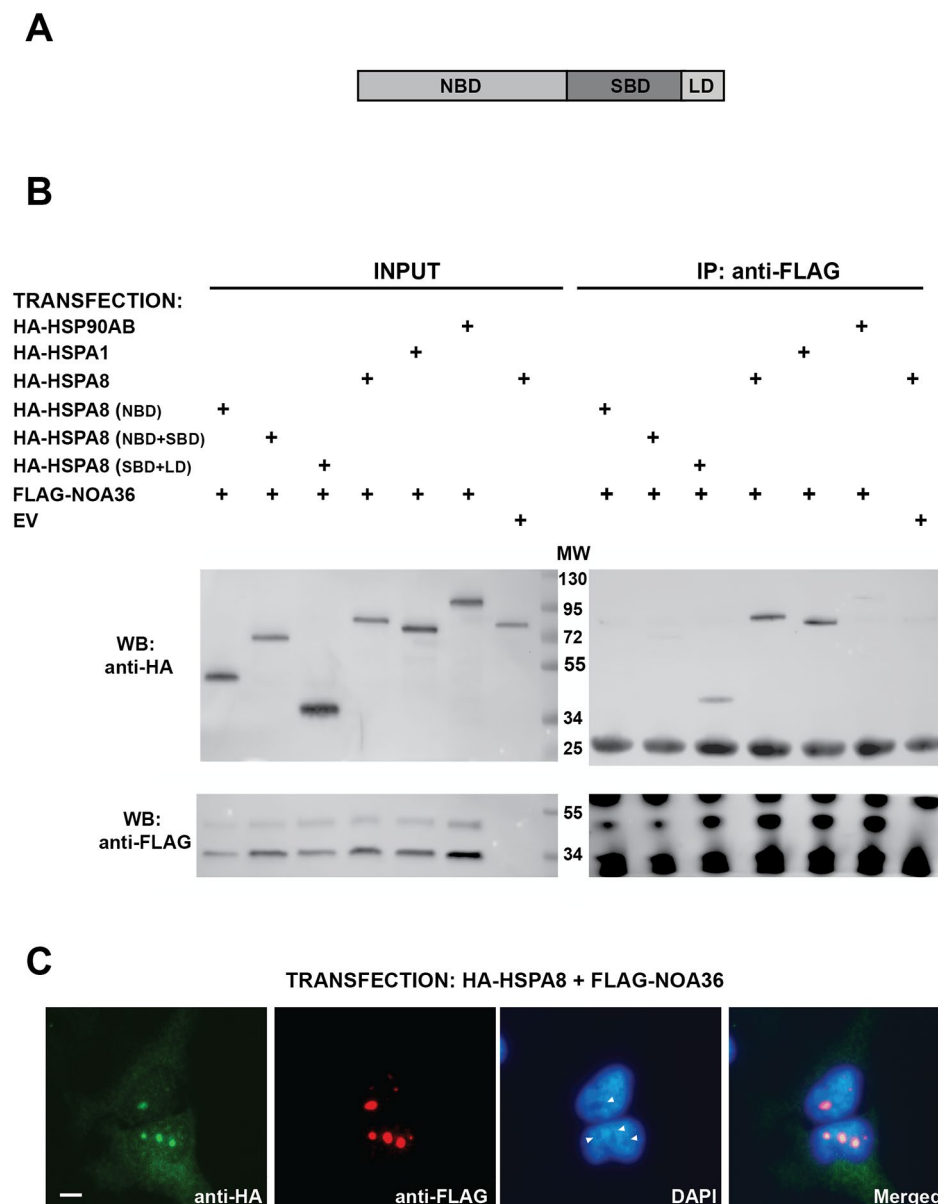 A
NBD SBD LD
B
INPUT IP: anti-FLAG
TRANSFECTION:
HA-HSP90AB + +
HA-HSPA1 + +
HA-HSPA8 + + + +
HA-HSPA8 (NBD) + +
HA-HSPA8 (NBD+SBD) + +
HA-HSPA8 (SBD+LD) + +
FLAG-NOA36 + + + + + + + + + + + +
EV + +
MW
130
95
72
55
34
25
WB:
anti-HA
WB:
anti-FLAG
55
34
C
TRANSFECTION: HA-HSPA8 + FLAG-NOA36
anti-HA anti-FLAG DAPI Merged